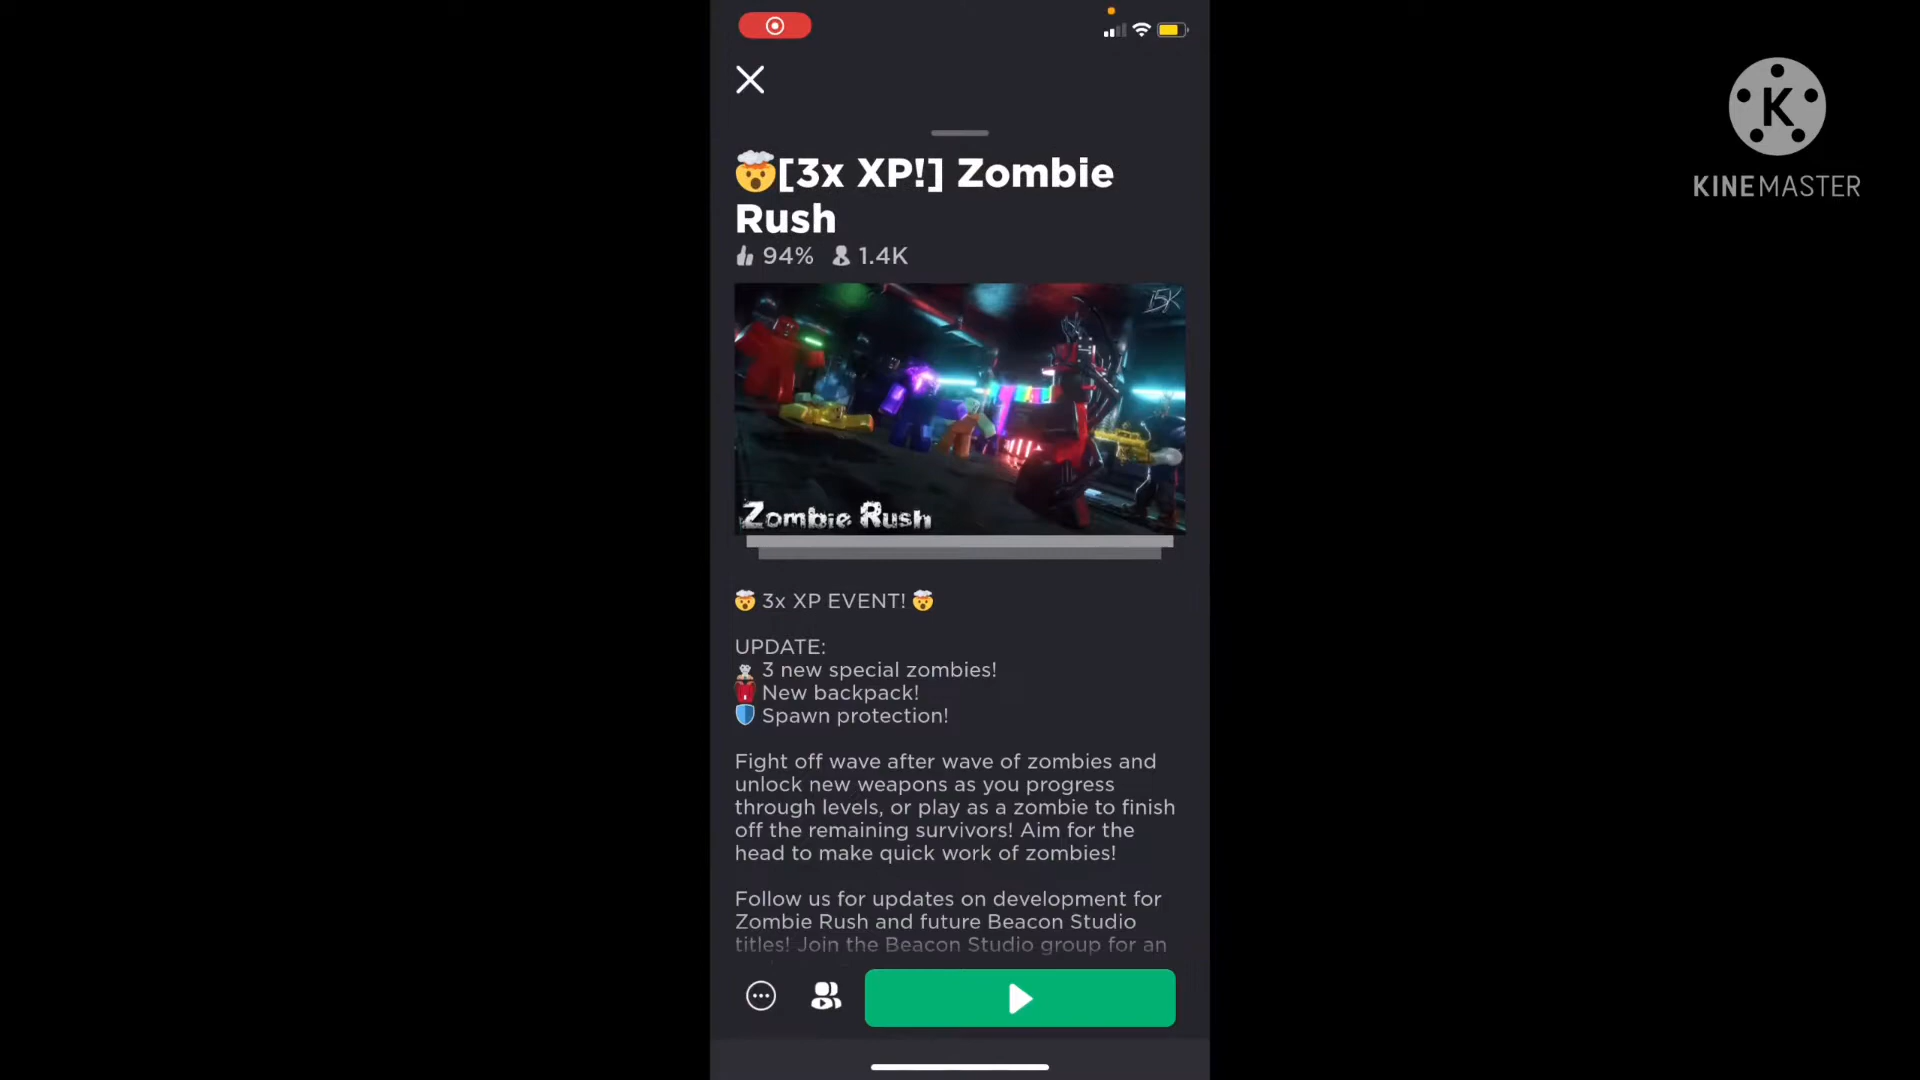 K
KINEMASTER
🤯[3x XP!] Zombie
Rush
94% 1.4K
15K
Zombie Rush
🤯 3x XP EVENT! 🤯
UPDATE:
3 new special zombies!
New backpack!
🛡️ Spawn protection!
Fight off wave after wave of zombies and
unlock new weapons as you progress
through levels, or play as a zombie to finish
off the remaining survivors! Aim for the
head to make quick work of zombies!
Follow us for updates on development for
Zombie Rush and future Beacon Studio
titles! Join the Beacon Studio group for an